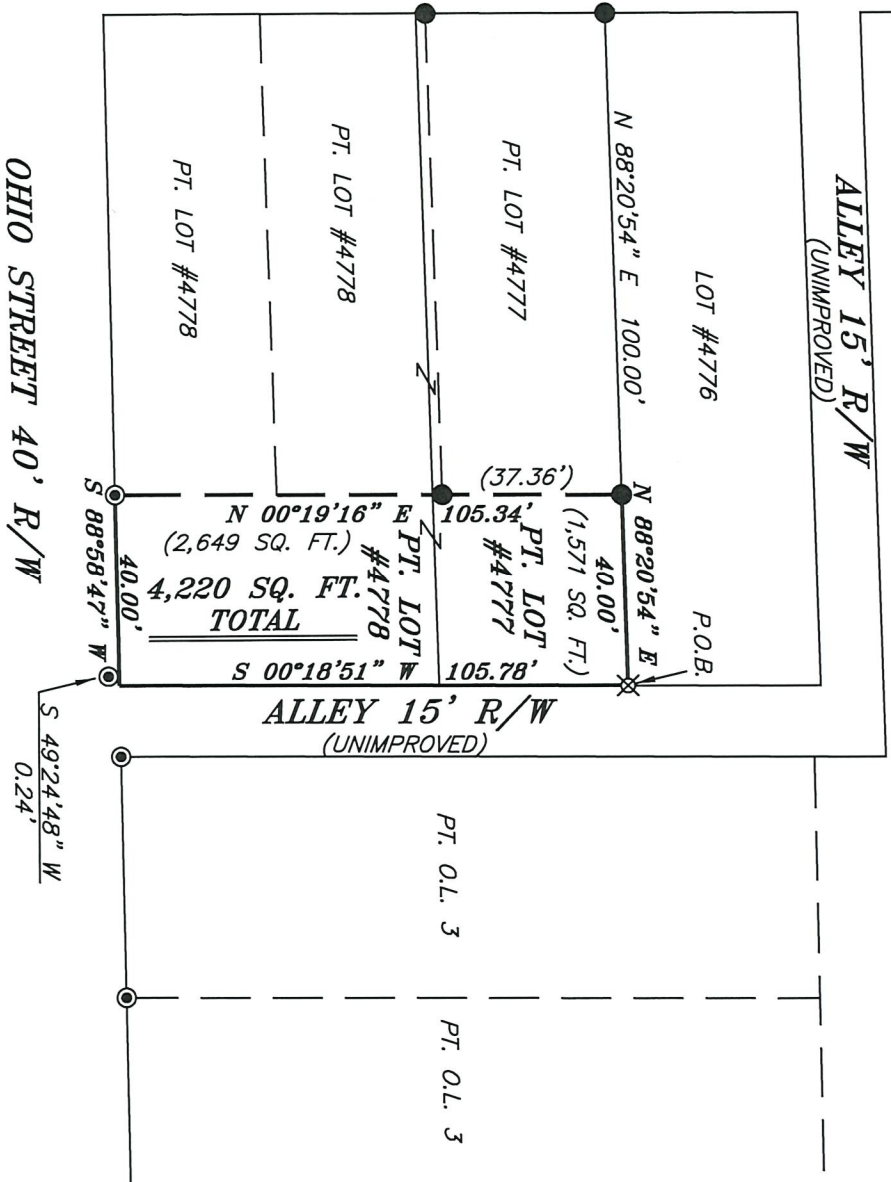 ALLEY 15' R/W
(UNIMPROVED)
LOT #4776
N 88°20'54" E 100.00'
PT. LOT #4777
PT. LOT #4778
PT. LOT #4778
OHIO STREET 40' R/W
N 88°20'54" E
40.00'
P.O.B.
(37.36')
(1,571 SQ. FT.)
PT. LOT
#4777
N 00°19'16" E 105.34'
(2,649 SQ. FT.)
PT. LOT
#4778
4,220 SQ. FT.
TOTAL
S 88°58'47" W
40.00'
S 00°18'51" W 105.78'
ALLEY 15' R/W
(UNIMPROVED)
S 49°24'48" W
0.24'
PT. O.L. 3
PT. O.L. 3